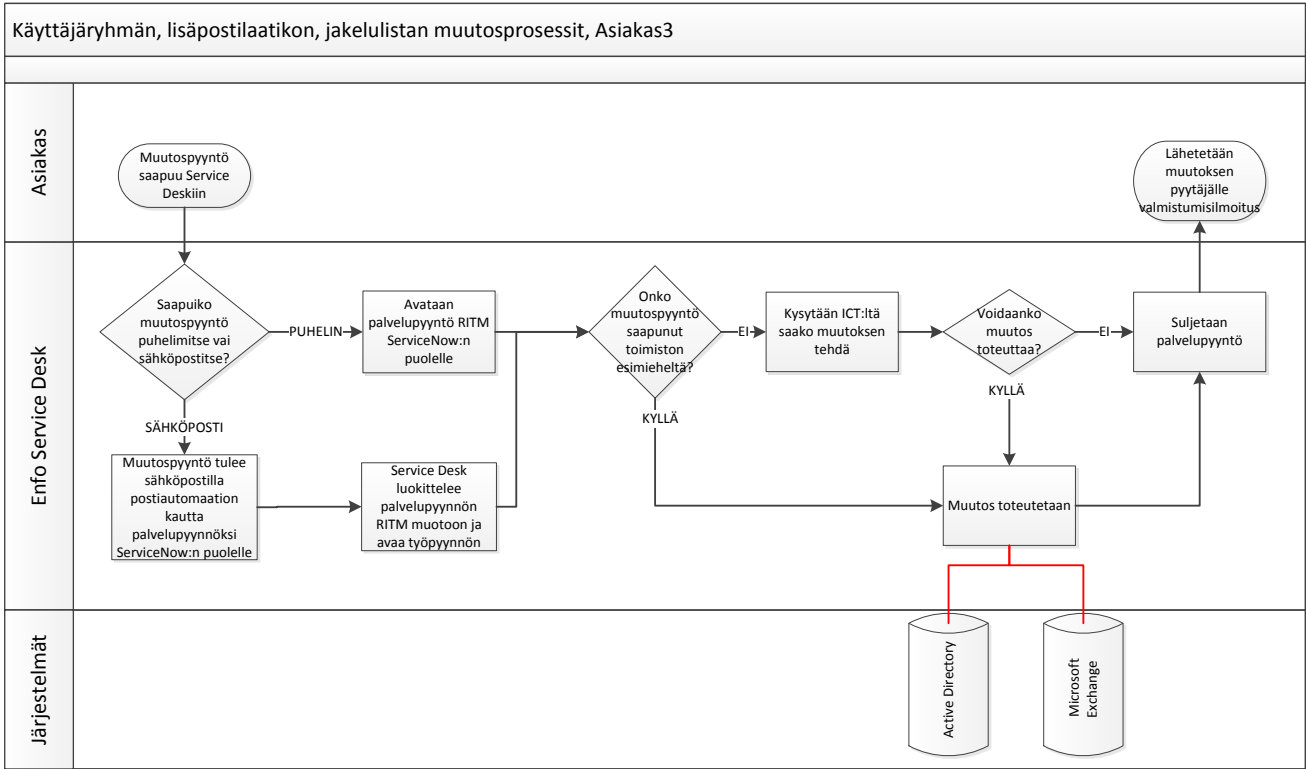 Käyttäjäryhmän, lisäpostilaatikon, jakelulistan muutosprosessit, Asiakas3
Asiakas
Muutospyyntö
saapuu Service
Deskiin
Lähetetään
muutoksen
pyytäjälle
valmistumisilmoitus
Enfo Service Desk
Saapuiko
muutospyyntö
puhelimitse vai
sähköpostitse?
PUHELIN
Avataan
palvelupyyntö RITM
ServiceNow:n
puolelle
Onko
muutospyyntö
saapunut
toimiston
esimieheltä?
EI
Kysytään ICT:ltä
saako muutoksen
tehdä
Voidaanko
muutos
toteuttaa?
EI
Suljetaan
palvelupyyntö
SÄHKÖPOSTI
KYLLÄ
KYLLÄ
Muutospyyntö tulee
sähköpostilla
postiautomaation
kautta
palvelupyynnöksi
ServiceNow:n puolelle
Service Desk
luokittelee
palvelupyynnön
RITM muotoon ja
avaa työpyynnön
Muutos toteutetaan
Järjestelmät
Active Directory
Microsoft
Exchange